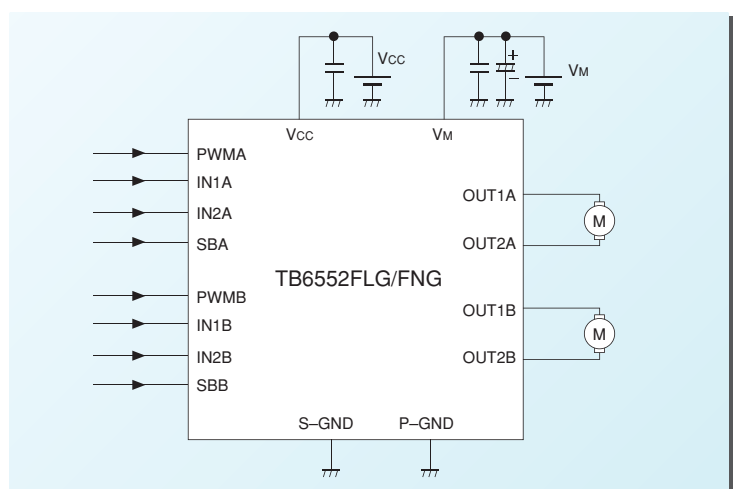 VCC
+
−
VM
VCC
VM
PWMA
IN1A
IN2A
SBA
PWMB
IN1B
IN2B
SBB
TB6552FLG/FNG
OUT1A
OUT2A
OUT1B
OUT2B
M
M
S–GND
P–GND